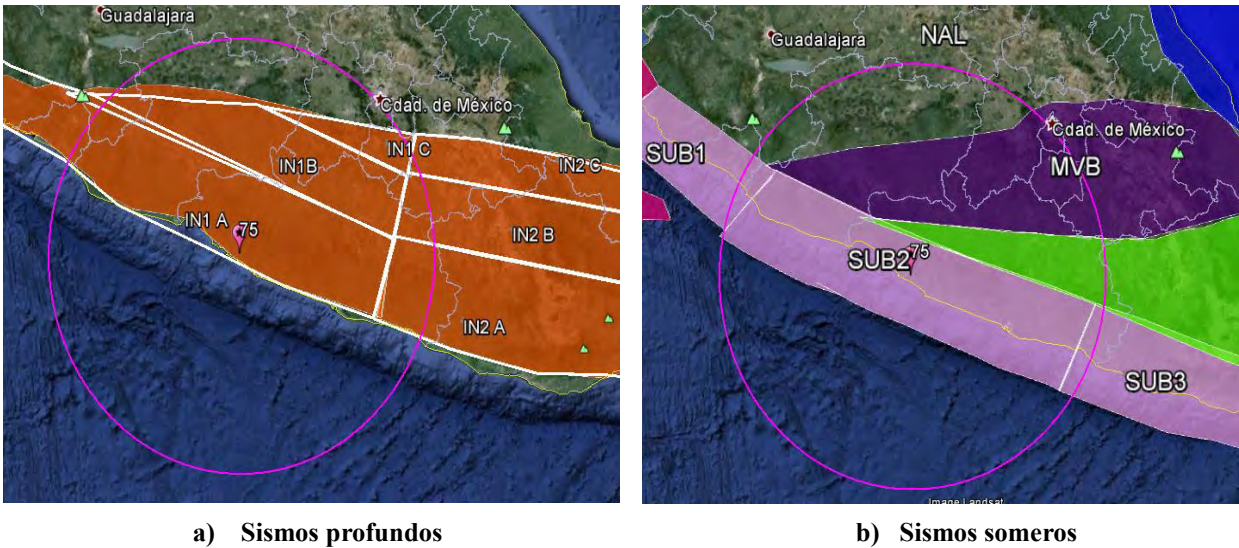 Guadalajara
Cdad. de México
IN1 C
IN2 C
IN1B
IN1 A
75
IN2 B
IN2 A
a) Sismos profundos
NAL
Guadalajara
Cdad. de México
SUB1
MVB
SUB2
75
SUB3
Image Landsat
b) Sismos someros